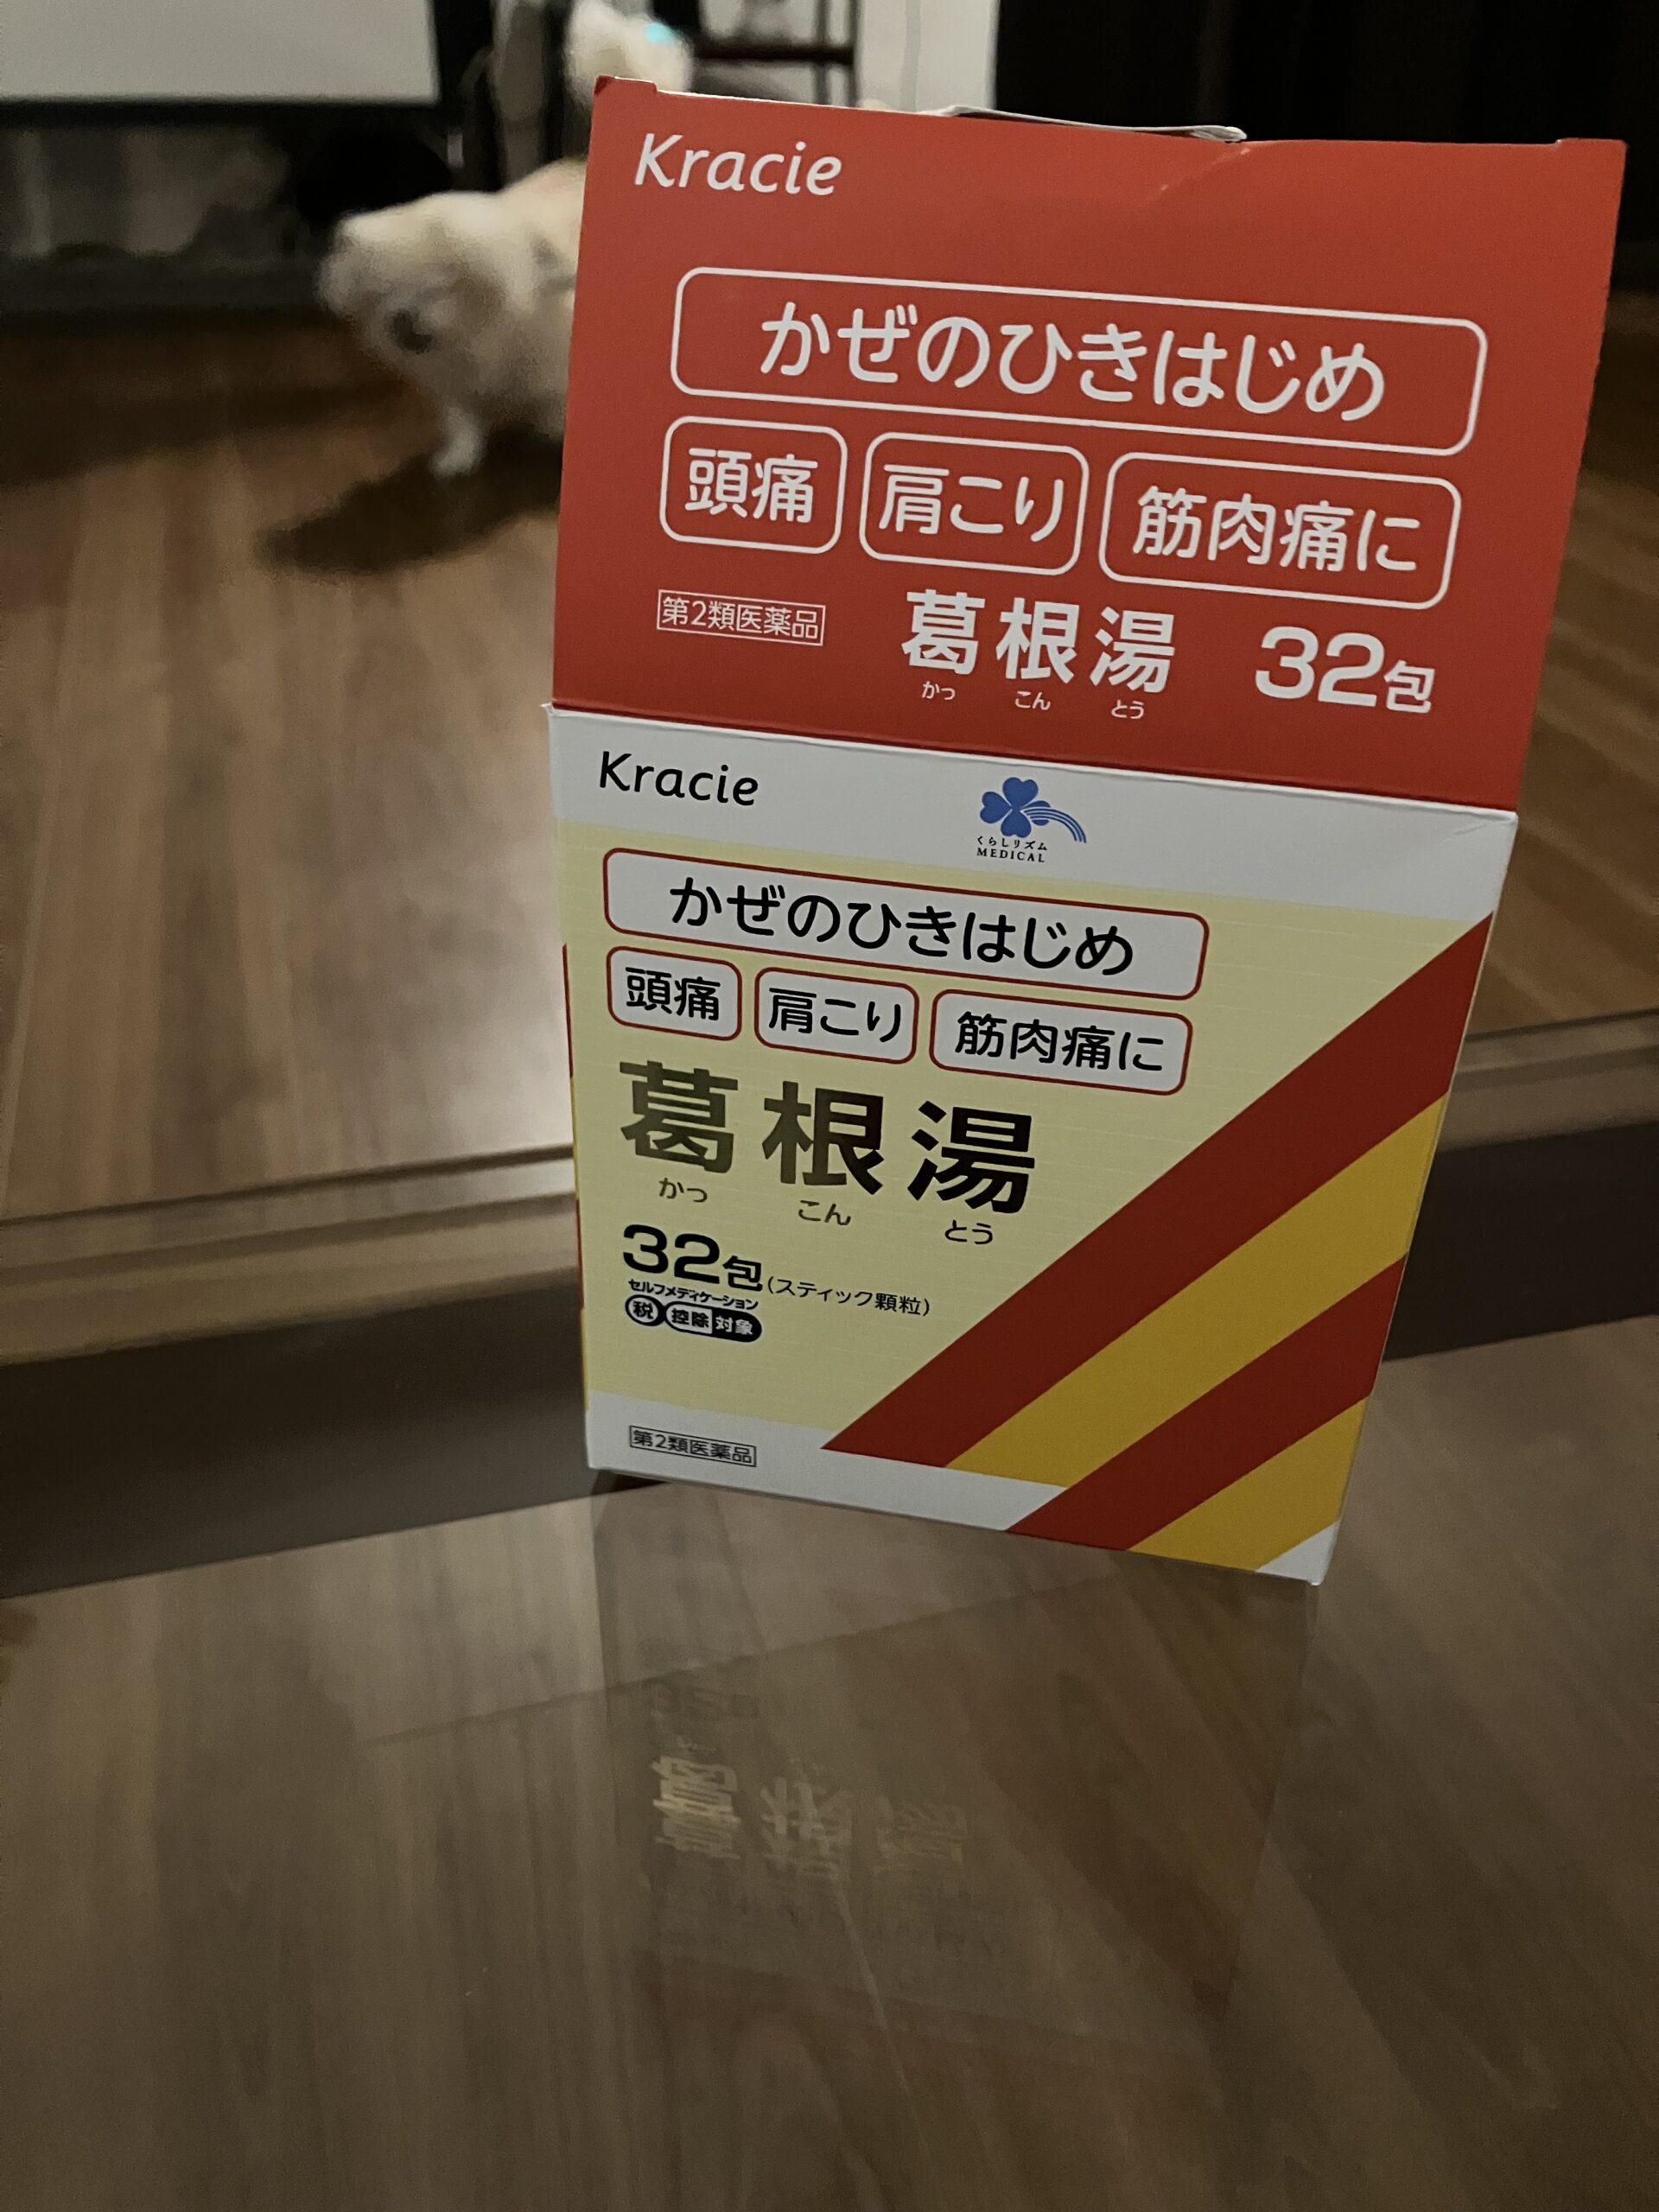 Kracie
かぜのひきはじめ
頭痛 肩こり 筋肉痛に
第2類医薬品 葛根湯 32包
かっ こん とう
Kracie
くらしリズム
MEDICAL
かぜのひきはじめ
頭痛 肩こり 筋肉痛に
葛根湯
かっ こん とう
32包(スティック顆粒)
セルフメディケーション
税 控除 対象
第2類医薬品